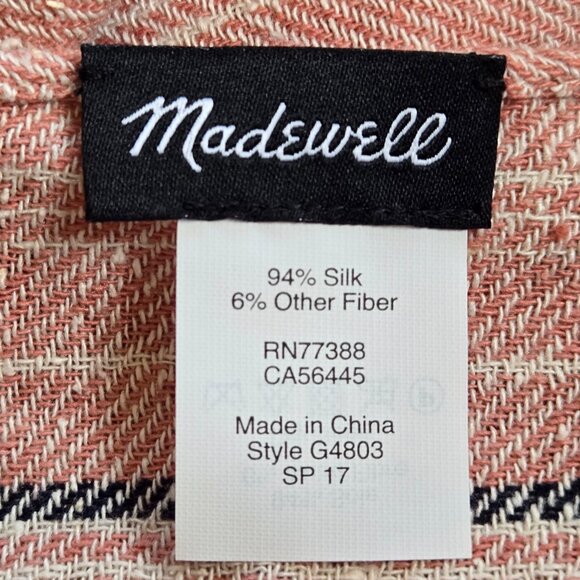 Madewell
94% Silk
6% Other Fiber
RN77388
CA56445
Made in China
Style G4803
SP 17